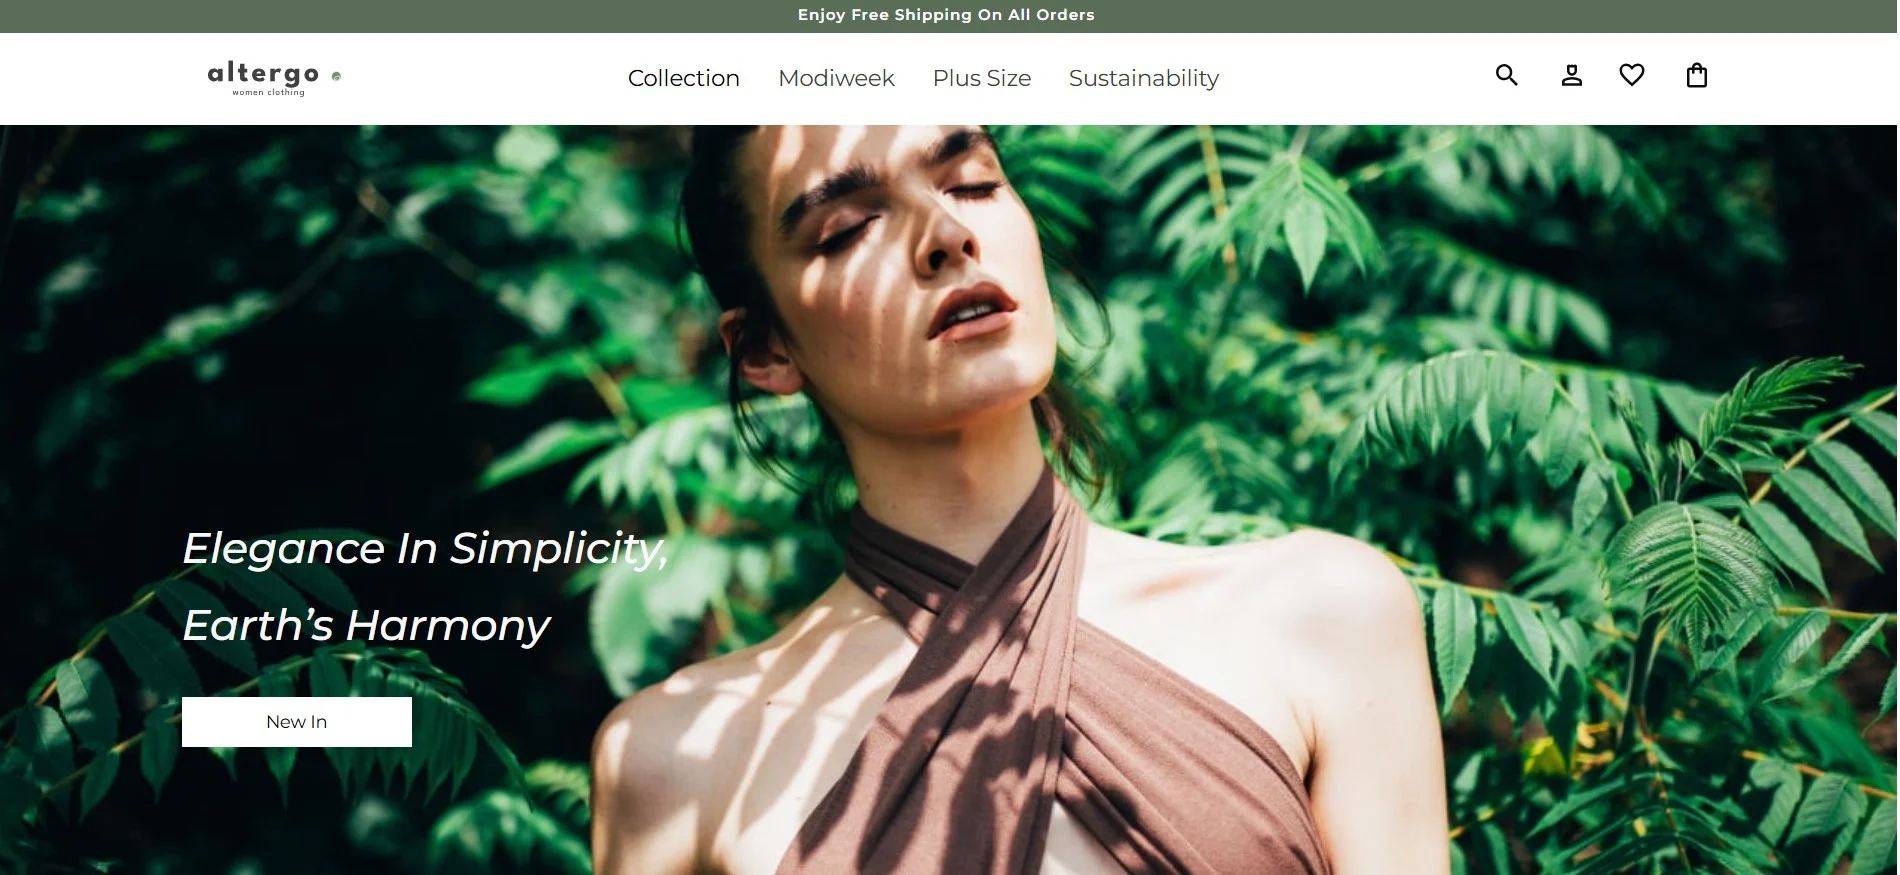 Enjoy Free Shipping On All Orders
altergo
women clothing
Collection Modiweek Plus Size Sustainability
Elegance In Simplicity,
Earth’s Harmony
New In